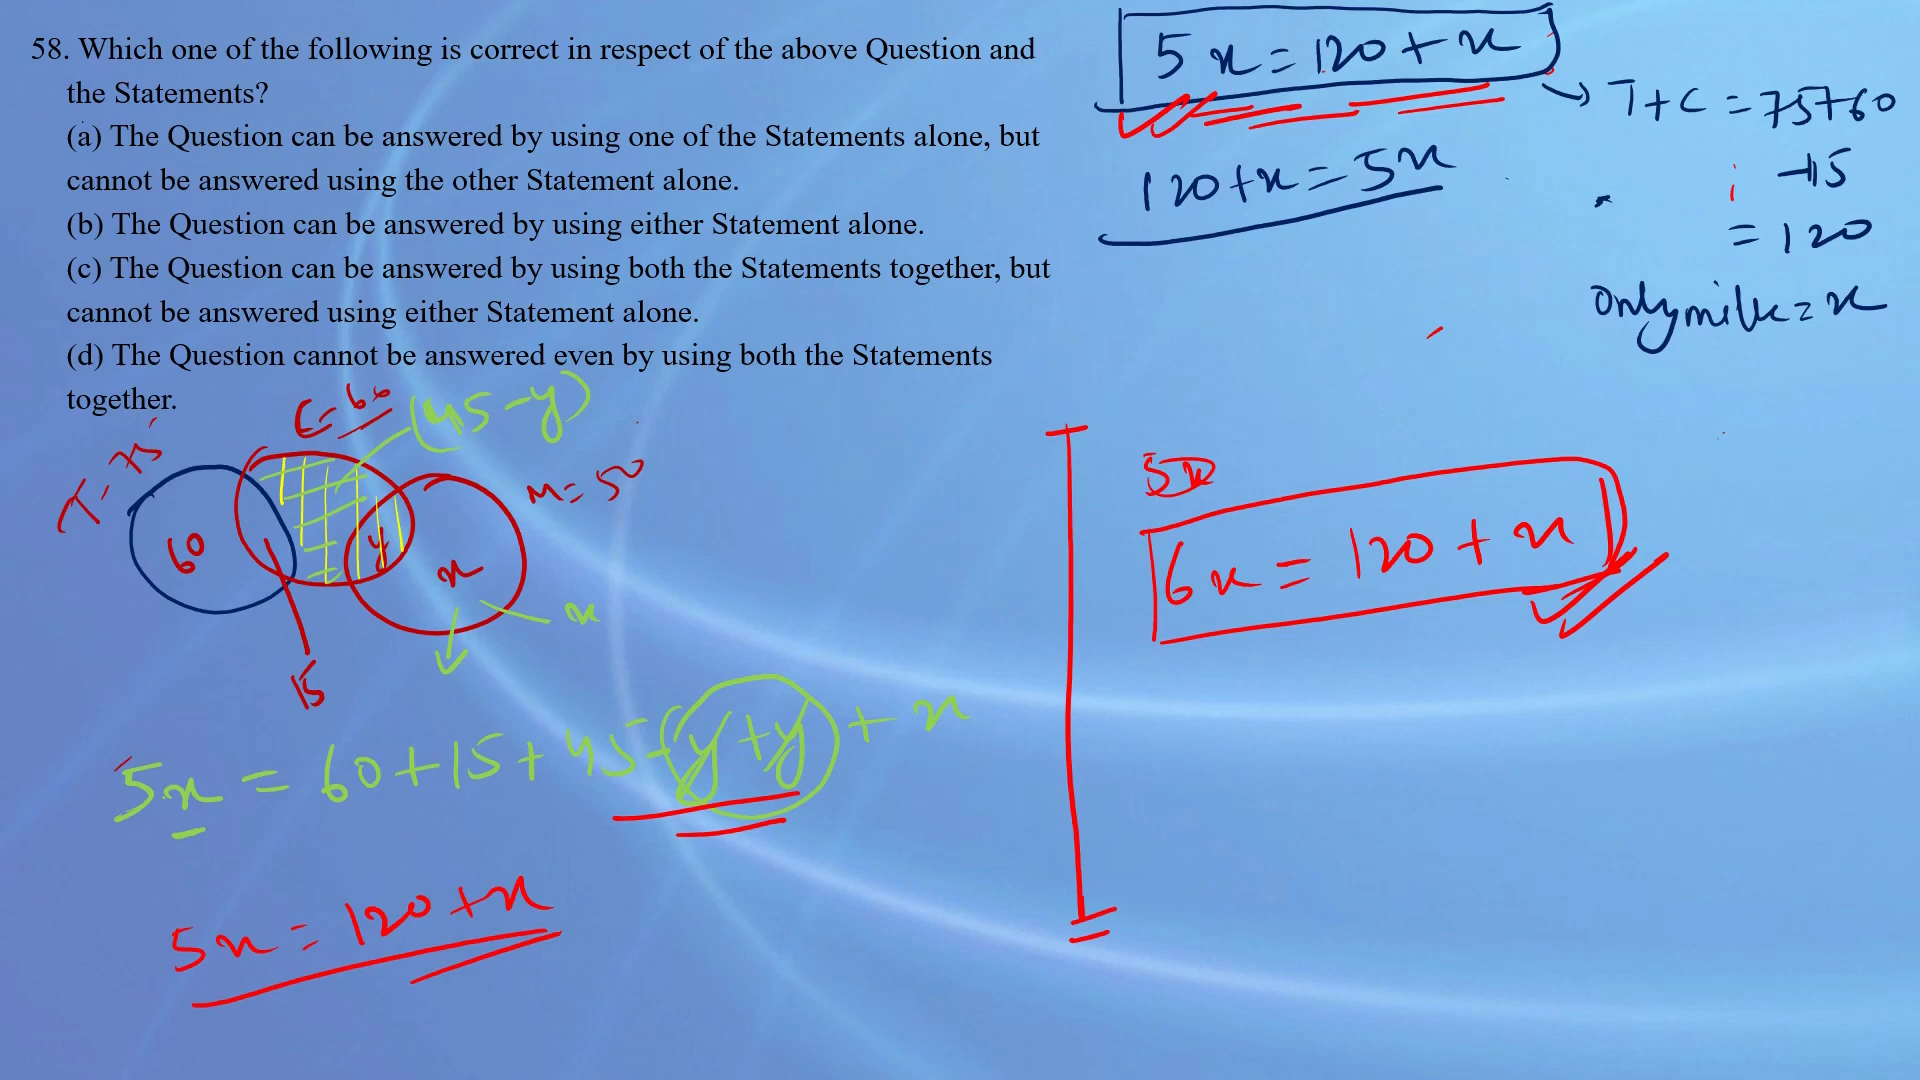 58. Which one of the following is correct in respect of the above Question and
the Statements?
(a) The Question can be answered by using one of the Statements alone, but
cannot be answered using the other Statement alone.
(b) The Question can be answered by using either Statement alone.
(c) The Question can be answered by using both the Statements together, but
cannot be answered using either Statement alone.
(d) The Question cannot be answered even by using both the Statements
together.
5x = 120 + x
T + C = 75 + 60
- 15
= 120
only milk = x
120 + x = 5x
C = 60
(45 - y)
T - 75
M = 50
60
y
x
x
15
5x = 60 + 15 + 45 - y + y + x
5x = 120 + x
5x
6x = 120 + x